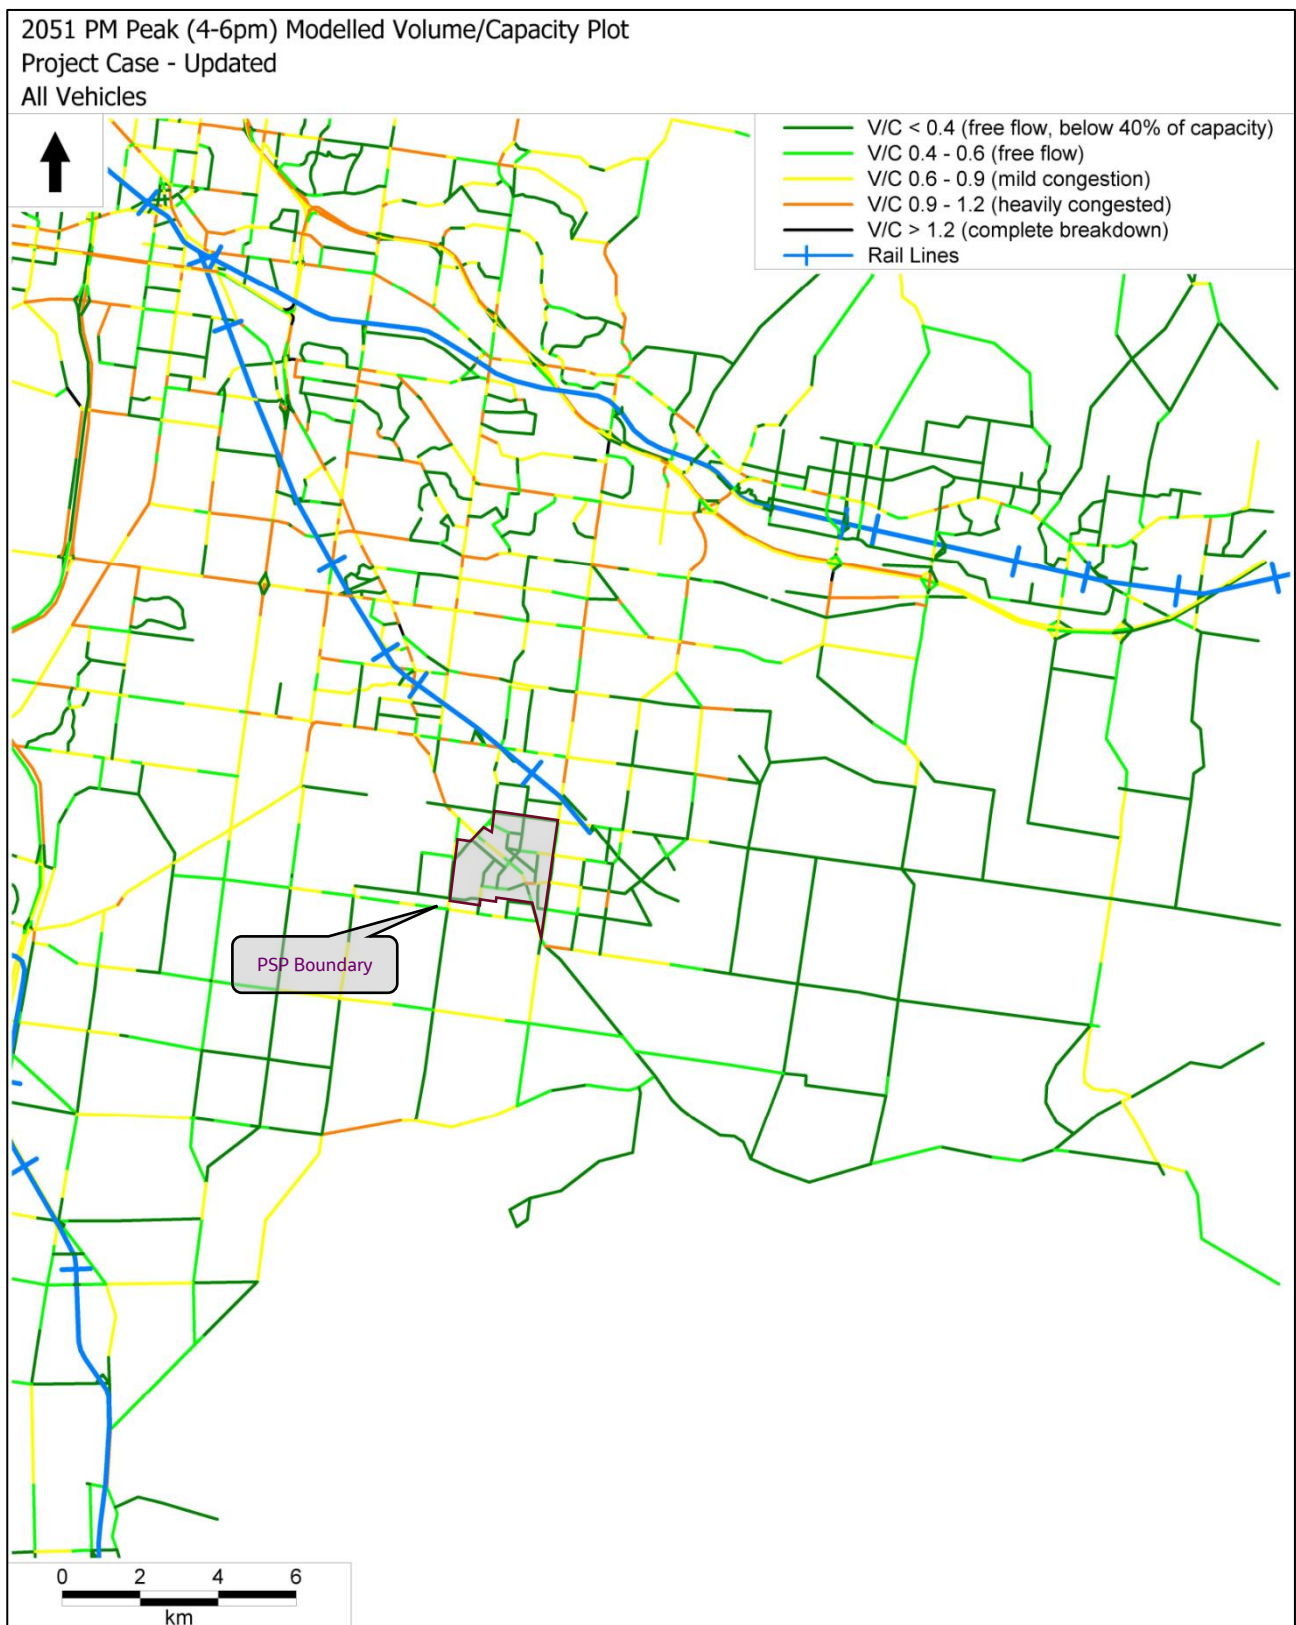 2051 PM Peak (4-6pm) Modelled Volume/Capacity Plot
Project Case - Updated
All Vehicles
V/C < 0.4 (free flow, below 40% of capacity)
V/C 0.4 - 0.6 (free flow)
V/C 0.6 - 0.9 (mild congestion)
V/C 0.9 - 1.2 (heavily congested)
V/C > 1.2 (complete breakdown)
Rail Lines
PSP Boundary
0 2 4 6
km